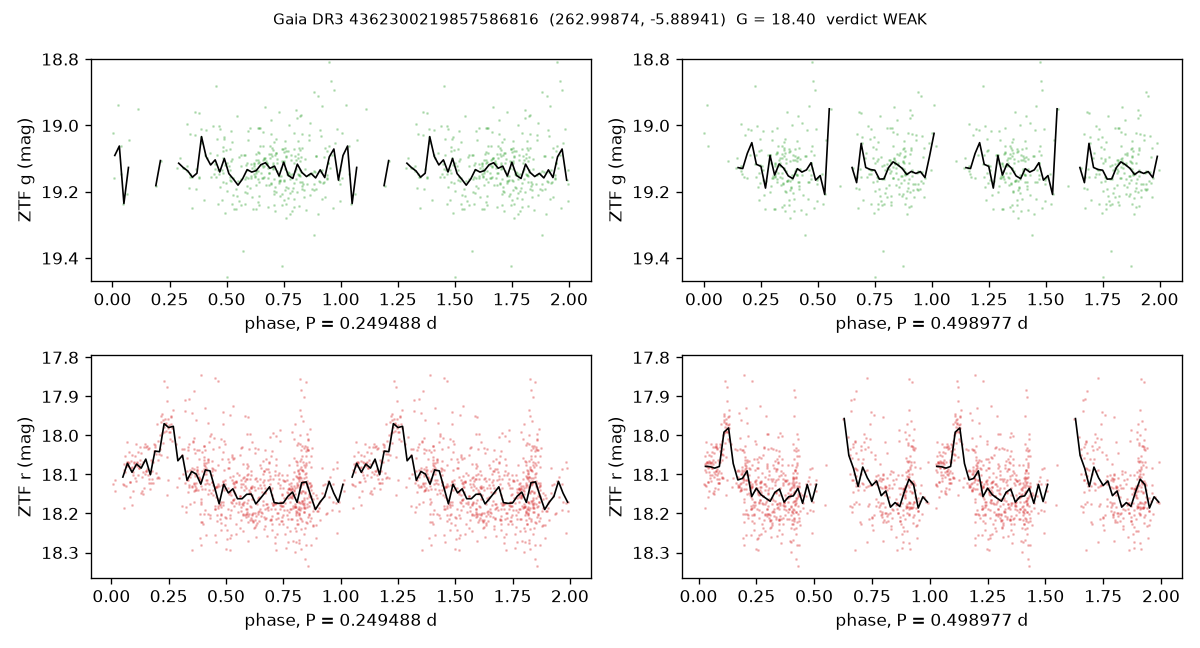 Gaia DR3 4362300219857586816 (262.99874, -5.88941) G = 18.40 verdict WEAK
ZTF g (mag)
18.8
19.0
19.2
19.4
0.00 0.25 0.50 0.75 1.00 1.25 1.50 1.75 2.00
phase, P = 0.249488 d
ZTF g (mag)
18.8
19.0
19.2
19.4
0.00 0.25 0.50 0.75 1.00 1.25 1.50 1.75 2.00
phase, P = 0.498977 d
ZTF r (mag)
17.8
17.9
18.0
18.1
18.2
18.3
0.00 0.25 0.50 0.75 1.00 1.25 1.50 1.75 2.00
phase, P = 0.249488 d
ZTF r (mag)
17.8
17.9
18.0
18.1
18.2
18.3
0.00 0.25 0.50 0.75 1.00 1.25 1.50 1.75 2.00
phase, P = 0.498977 d